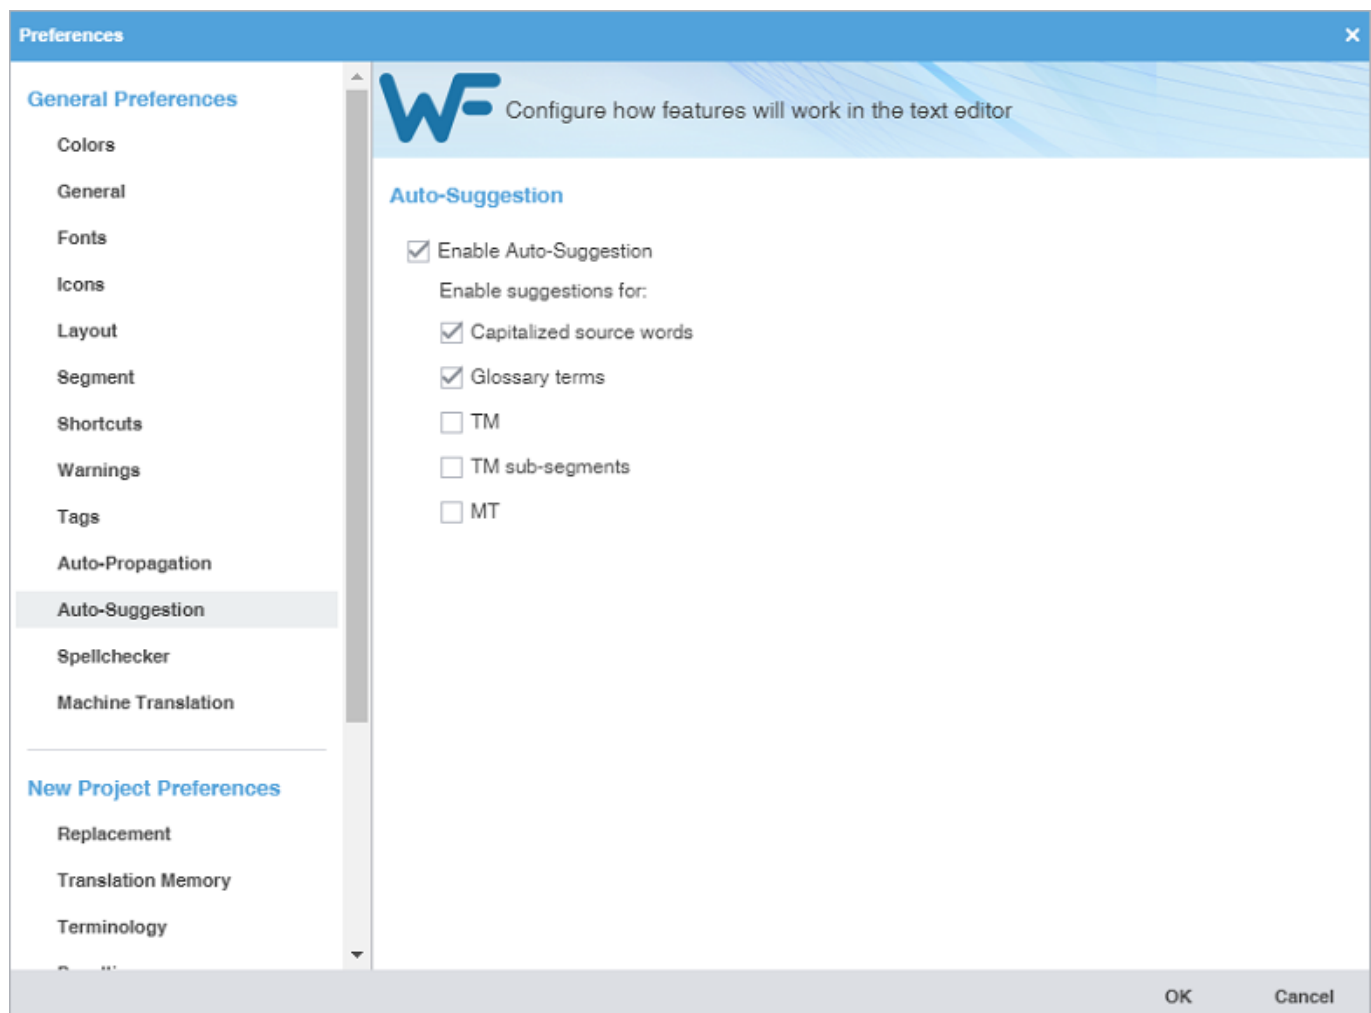 Preferences
General Preferences
Colors
General
Fonts
Icons
Layout
Segment
Shortcuts
Warnings
Tags
Auto-Propagation
Auto-Suggestion
Spellchecker
Machine Translation
New Project Preferences
Replacement
Translation Memory
Terminology
WF
Configure how features will work in the text editor
Auto-Suggestion
Enable Auto-Suggestion
Enable suggestions for:
Capitalized source words
Glossary terms
TM
TM sub-segments
MT
OK Cancel